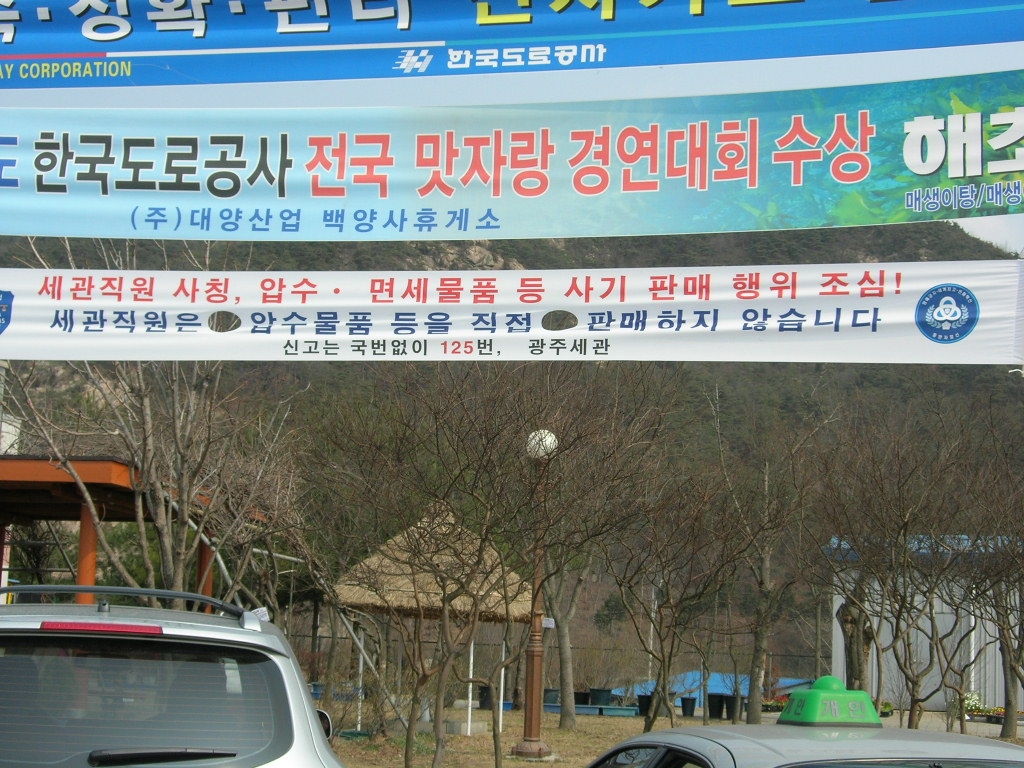 한국도로공사
AY CORPORATION
도 한국도로공사 전국 맛자랑 경연대회 수상 해초
(주)대양산업 백양사휴게소
매생이탕/매생
세관직원 사칭, 압수 · 면세물품 등 사기 판매 행위 조심!
세관직원은 압수물품 등을 직접 판매하지 않습니다
신고는 국번없이 125번, 광주세관
개인